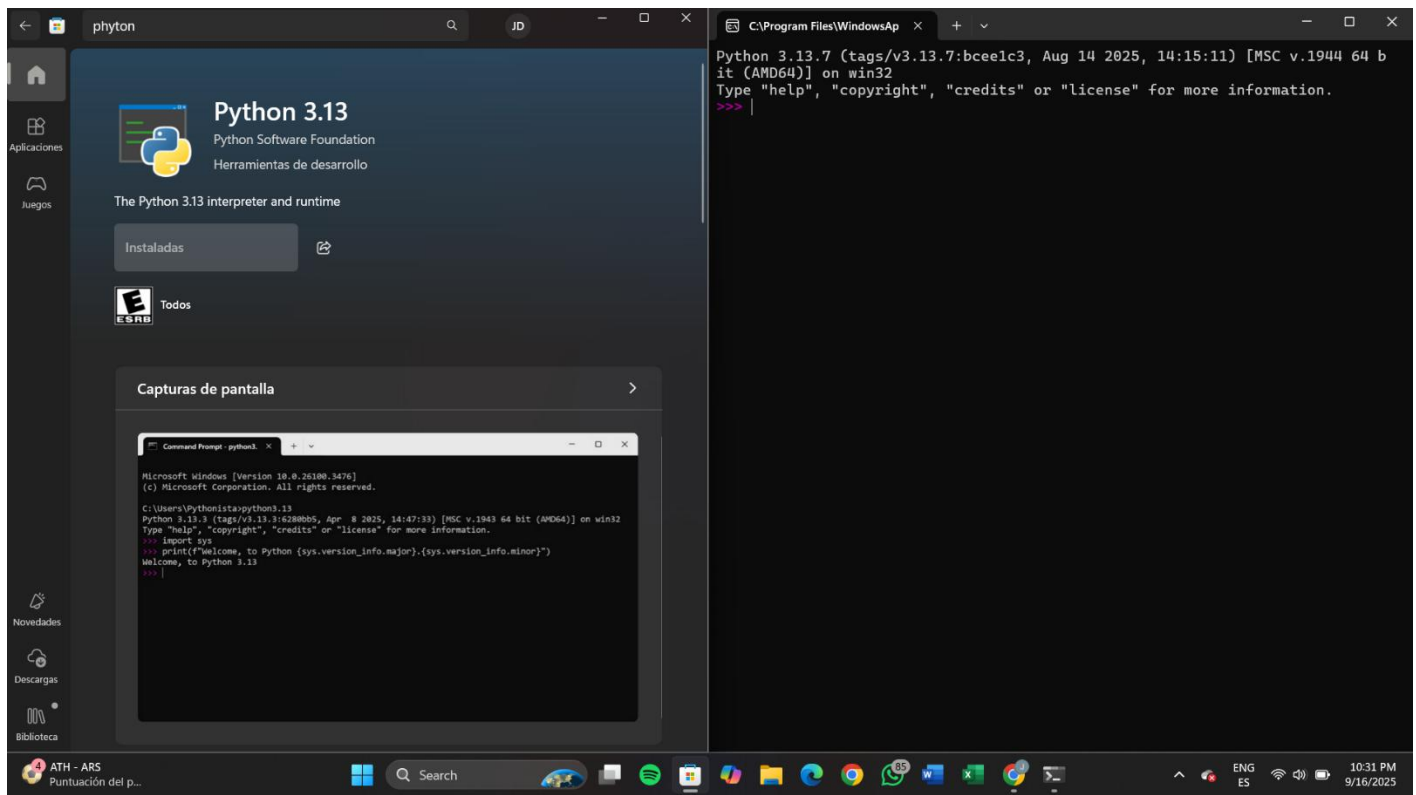 phyton
JD
Aplicaciones
Juegos
Python 3.13
Python Software Foundation
Herramientas de desarrollo
The Python 3.13 interpreter and runtime
Instaladas
E
ESRB
Todos
Capturas de pantalla
Command Prompt - python3.
Microsoft Windows [Version 10.0.26100.3476]
(c) Microsoft Corporation. All rights reserved.
C:\Users\Pythonista>python3.13
Python 3.13.3 (tags/v3.13.3:6280bb5, Apr  8 2025, 14:47:33) [MSC v.1943 64 bit (AMD64)] on win32
Type "help", "copyright", "credits" or "license" for more information.
>>> import sys
>>> print(f"Welcome, to Python {sys.version_info.major}.{sys.version_info.minor}")
Welcome, to Python 3.13
>>>
Novedades
Descargas
Biblioteca
C:\Program Files\WindowsAp
Python 3.13.7 (tags/v3.13.7:bcee1c3, Aug 14 2025, 14:15:11) [MSC v.1944 64 b
it (AMD64)] on win32
Type "help", "copyright", "credits" or "license" for more information.
>>>
4
ATH - ARS
Puntuación del p...
Search
85
ENG
ES
10:31 PM
9/16/2025